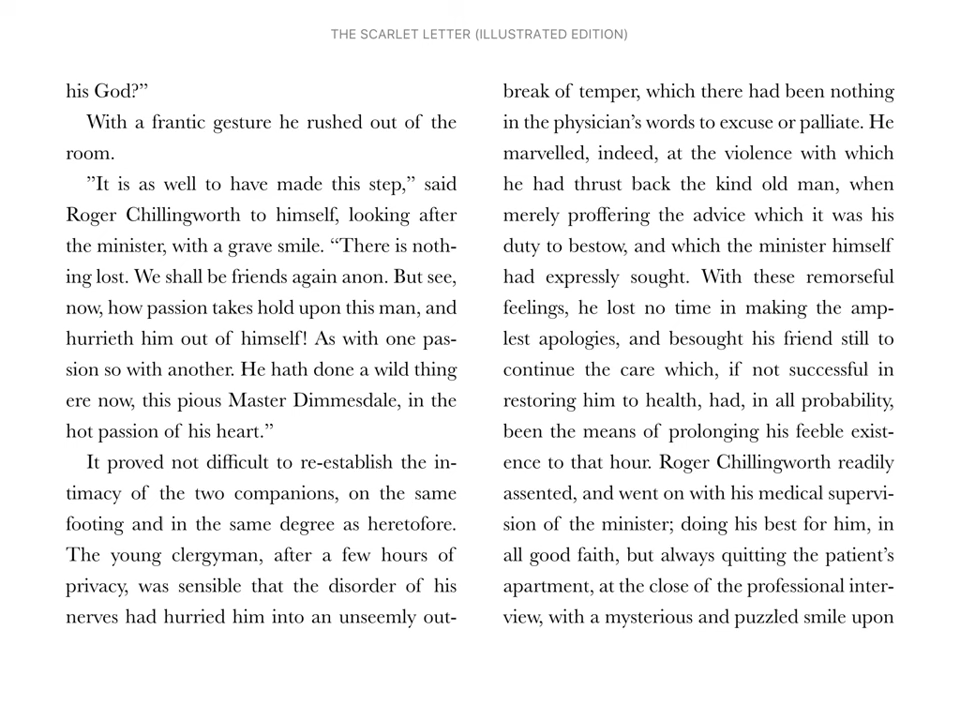 THE SCARLET LETTER (ILLUSTRATED EDITION)
his God?”
With a frantic gesture he rushed out of the
room.
”It is as well to have made this step,” said
Roger Chillingworth to himself, looking after
the minister, with a grave smile. “There is noth-
ing lost. We shall be friends again anon. But see,
now, how passion takes hold upon this man, and
hurrieth him out of himself! As with one pas-
sion so with another. He hath done a wild thing
ere now, this pious Master Dimmesdale, in the
hot passion of his heart.”
It proved not difficult to re-establish the in-
timacy of the two companions, on the same
footing and in the same degree as heretofore.
The young clergyman, after a few hours of
privacy, was sensible that the disorder of his
nerves had hurried him into an unseemly out-
break of temper, which there had been nothing
in the physician’s words to excuse or palliate. He
marvelled, indeed, at the violence with which
he had thrust back the kind old man, when
merely proffering the advice which it was his
duty to bestow, and which the minister himself
had expressly sought. With these remorseful
feelings, he lost no time in making the amp-
lest apologies, and besought his friend still to
continue the care which, if not successful in
restoring him to health, had, in all probability,
been the means of prolonging his feeble exist-
ence to that hour. Roger Chillingworth readily
assented, and went on with his medical supervi-
sion of the minister; doing his best for him, in
all good faith, but always quitting the patient’s
apartment, at the close of the professional inter-
view, with a mysterious and puzzled smile upon